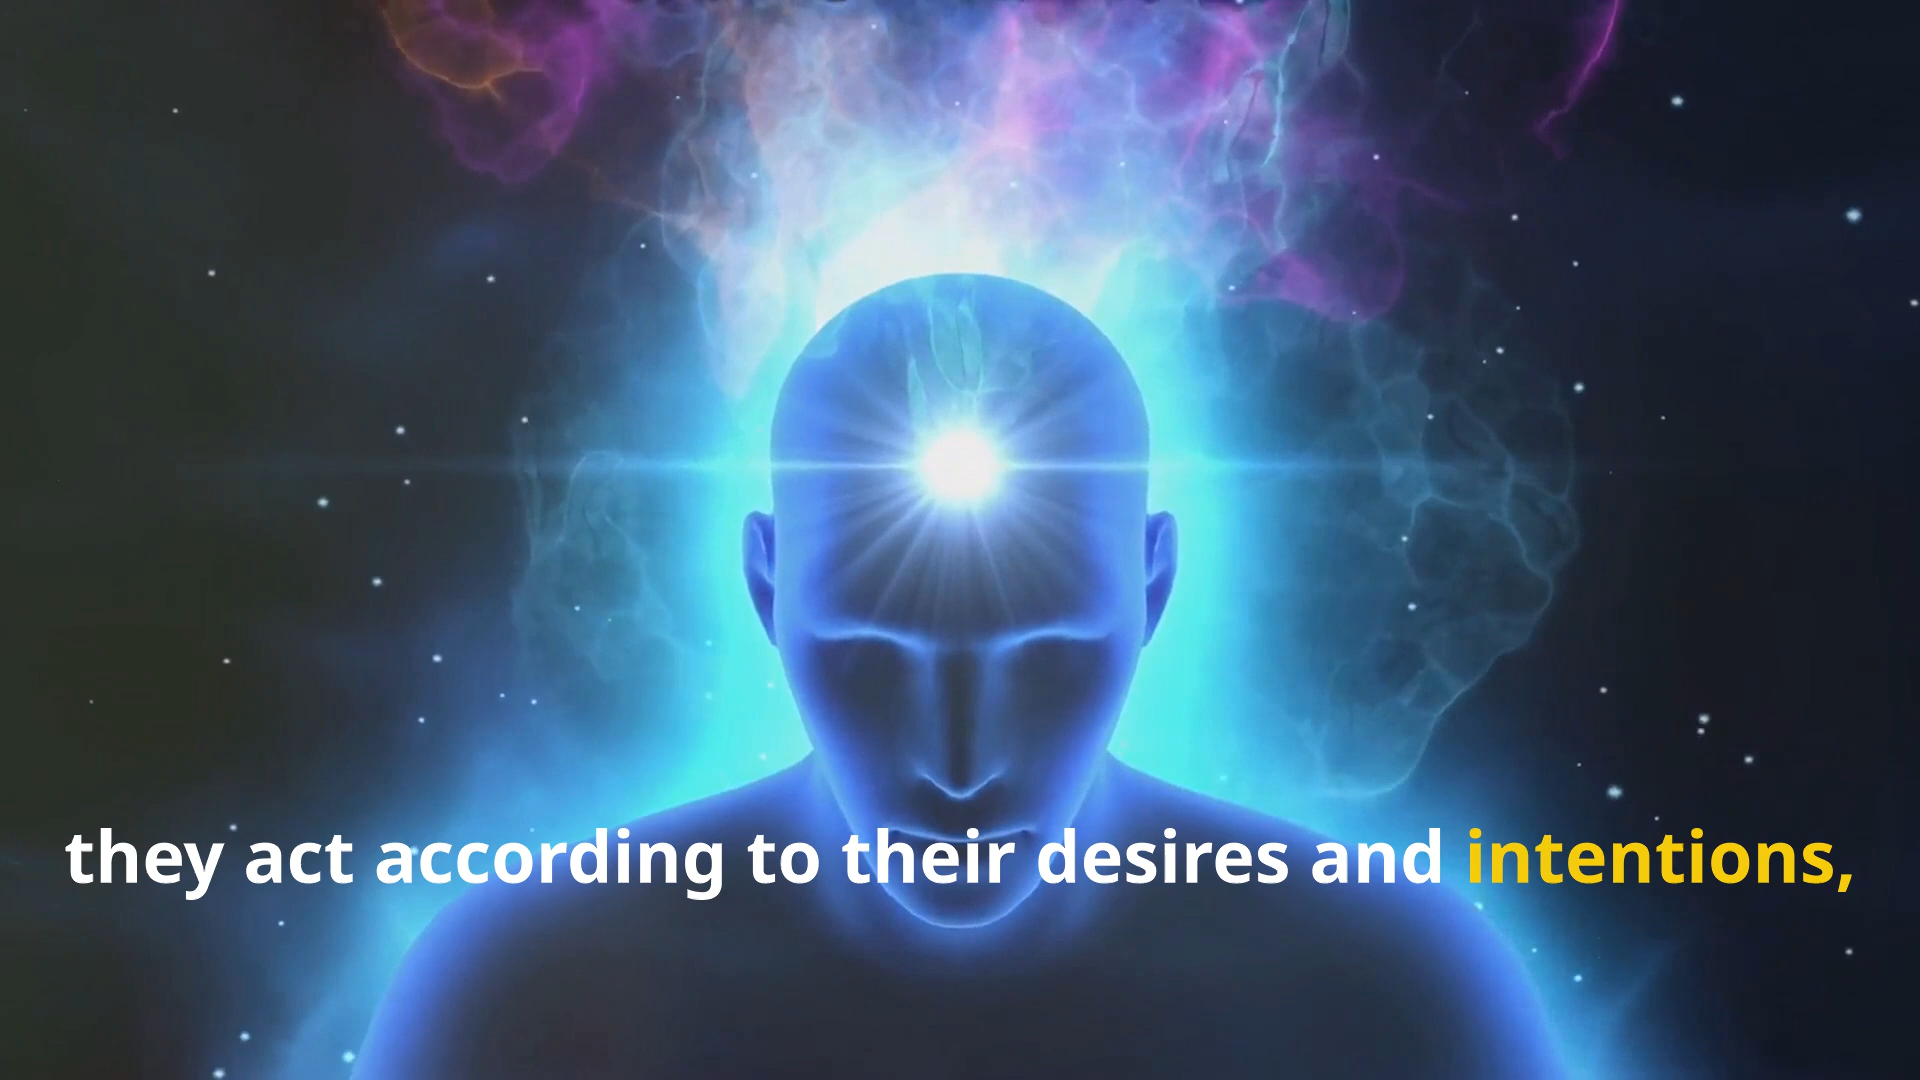 they act according to their desires and intentions,